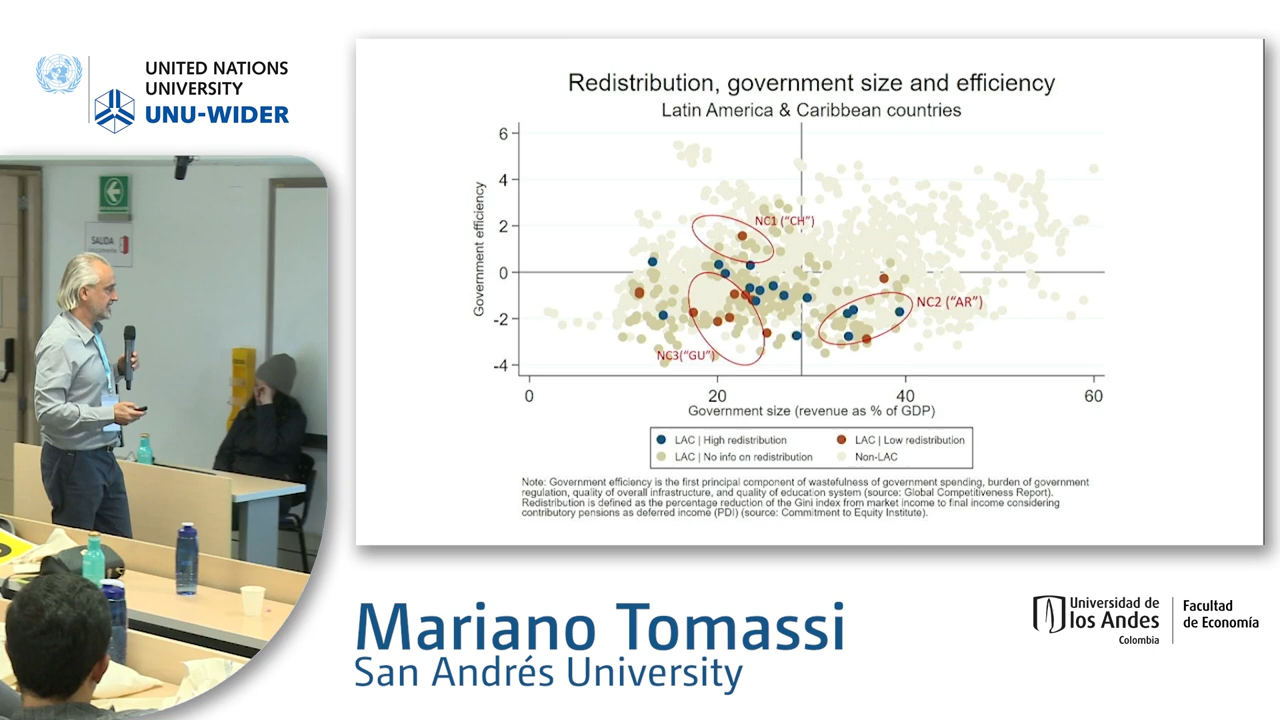 UNITED NATIONS
UNIVERSITY
UNU-WIDER
SALIDA
Redistribution, government size and efficiency
Latin America & Caribbean countries
Government efficiency
6
4
2
0
-2
-4
NC1 ("CH")
NC2 ("AR")
NC3("GU")
0
20
40
60
Government size (revenue as % of GDP)
LAC | High redistribution
LAC | Low redistribution
LAC | No info on redistribution
Non-LAC
Note: Government efficiency is the first principal component of wastefulness of government spending, burden of government
regulation, quality of overall infrastructure, and quality of education system (source: Global Competitiveness Report).
Redistribution is defined as the percentage reduction of the Gini index from market income to final income considering
contributory pensions as deferred income (PDI) (source: Commitment to Equity Institute).
Mariano Tomassi
San Andrés University
Universidad de
los Andes
Colombia
Facultad
de Economía